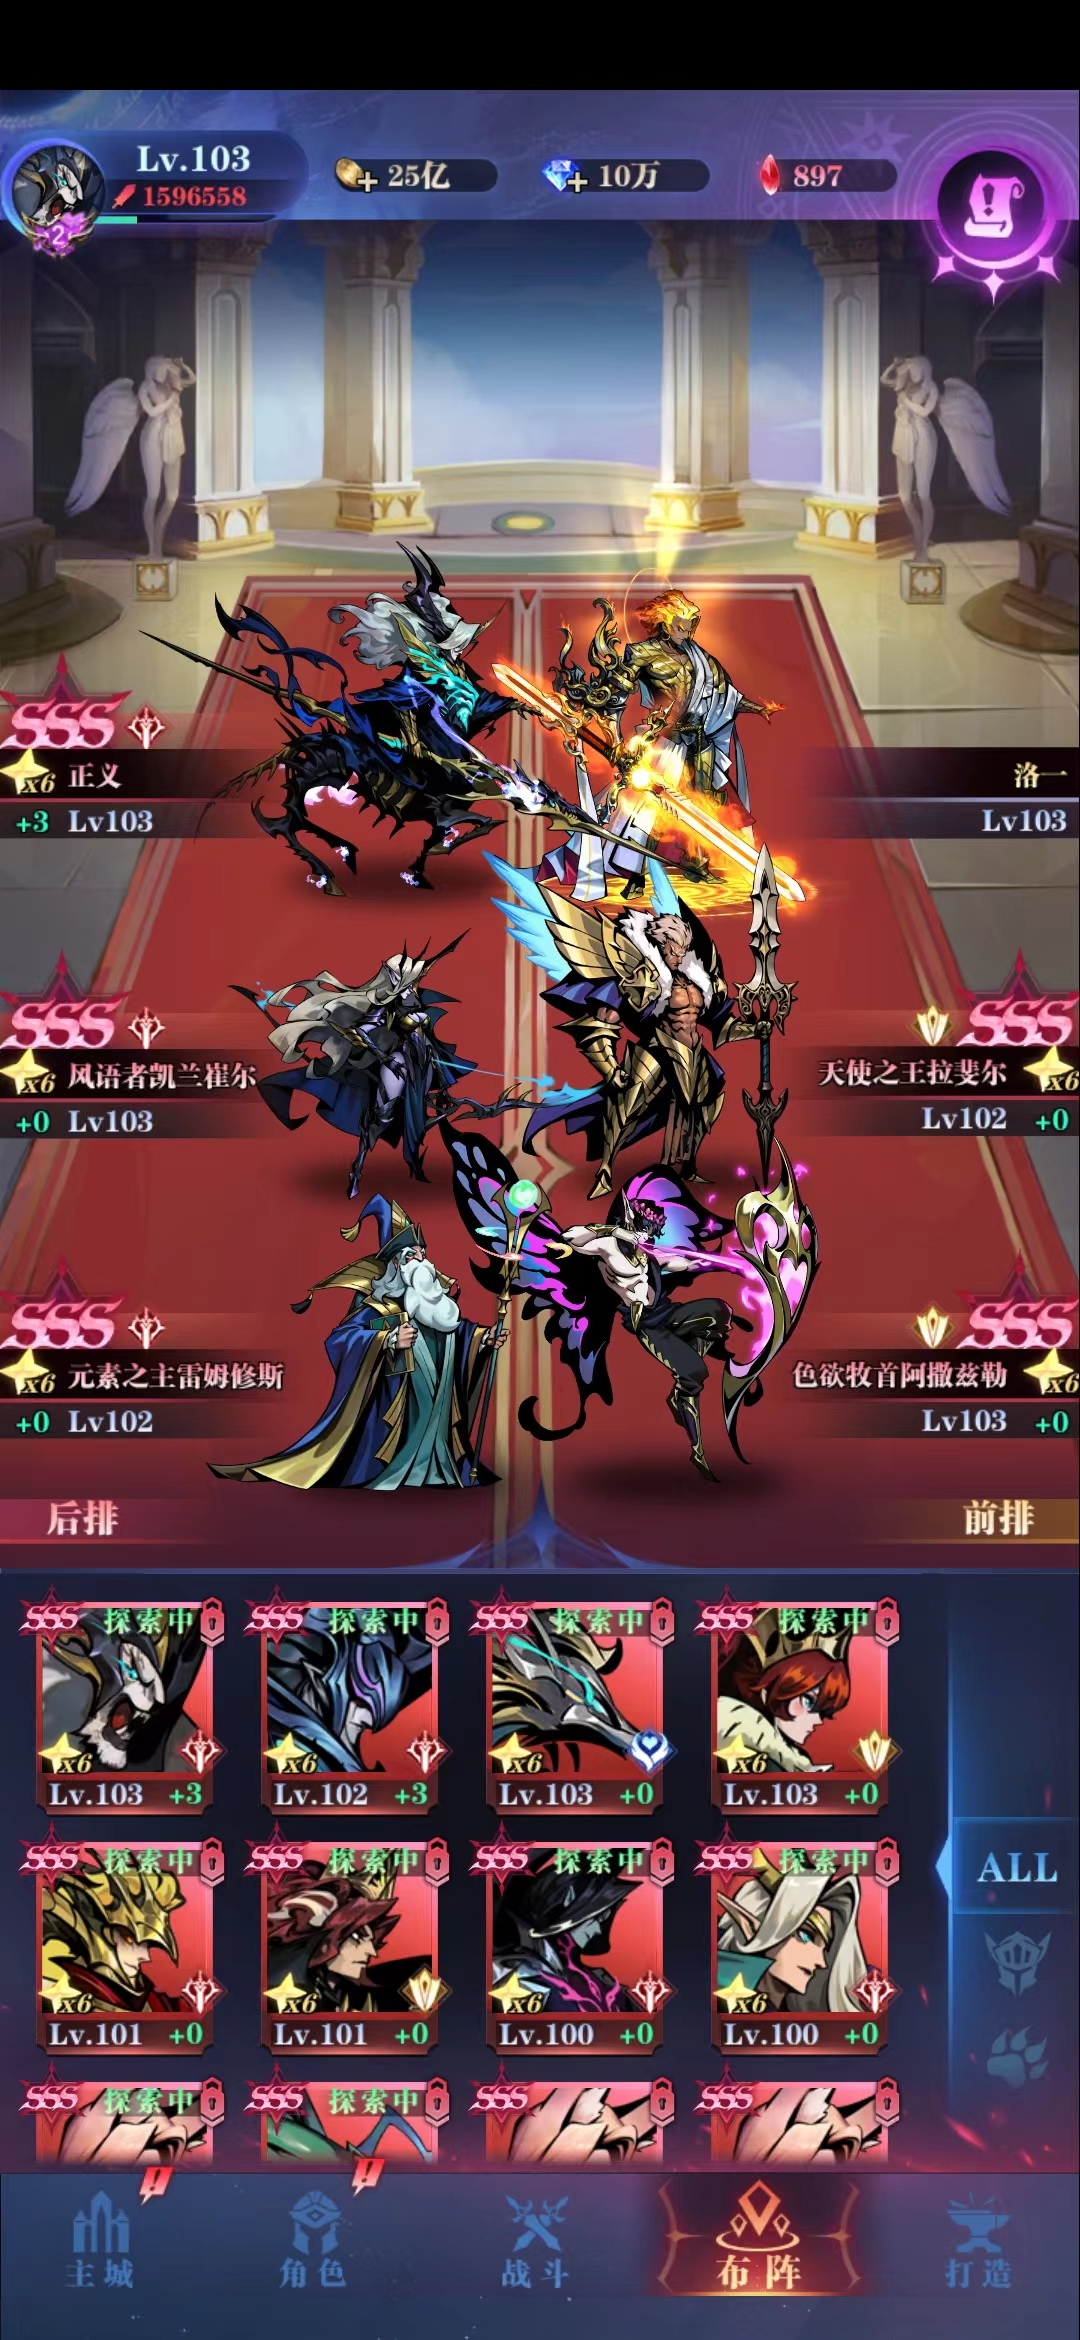 Lv.103
1596558
2
25亿
10万
897
SSS
x6 正义
+3 Lv103
洛一
Lv103
SSS
x6 风语者凯兰崔尔
+0 Lv103
SSS
天使之王拉斐尔 x6
Lv102 +0
SSS
x6 元素之主雷姆修斯
+0 Lv102
SSS
色欲牧首阿撒兹勒 x6
Lv103 +0
后排
前排
SSS 探索中 SSS 探索中 SSS 探索中 SSS 探索中
x6 x6 x6 x6
Lv.103 +3 Lv.102 +3 Lv.103 +0 Lv.103 +0
ALL
SSS 探索中 SSS 探索中 SSS 探索中 SSS 探索中
x6 x6 x6 x6
Lv.101 +0 Lv.101 +0 Lv.100 +0 Lv.100 +0
SSS 探索中 SSS 探索中 SSS SSS
主城 角色 战斗 布阵 打造